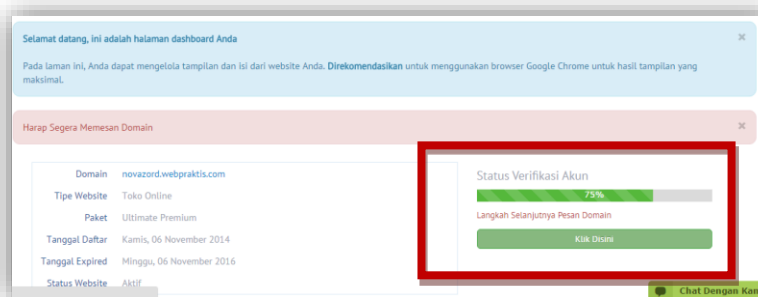 Selamat datang, ini adalah halaman dashboard Anda
Pada laman ini, Anda dapat mengelola tampilan dan isi dari website Anda. Direkomendasikan untuk menggunakan browser Google Chrome untuk hasil tampilan yang
maksimal.
Harap Segera Memesan Domain
Domain novazord.webpraktis.com
Tipe Website Toko Online
Paket Ultimate Premium
Tanggal Daftar Kamis, 06 November 2014
Tanggal Expired Minggu, 06 November 2016
Status Website Aktif
Status Verifikasi Akun
75%
Langkah Selanjutnya Pesan Domain
Klik Disini
Chat Dengan Kam